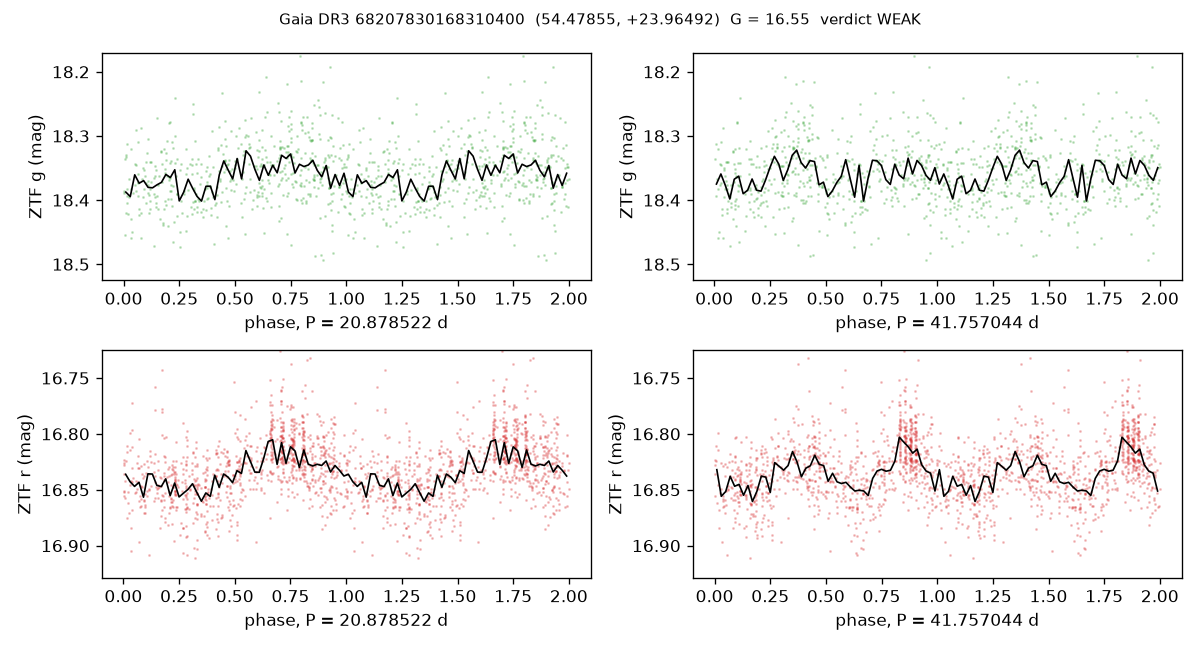 Gaia DR3 68207830168310400 (54.47855, +23.96492) G = 16.55 verdict WEAK
ZTF g (mag)
18.2
18.3
18.4
18.5
0.00 0.25 0.50 0.75 1.00 1.25 1.50 1.75 2.00
phase, P = 20.878522 d
ZTF g (mag)
18.2
18.3
18.4
18.5
0.00 0.25 0.50 0.75 1.00 1.25 1.50 1.75 2.00
phase, P = 41.757044 d
ZTF r (mag)
16.75
16.80
16.85
16.90
0.00 0.25 0.50 0.75 1.00 1.25 1.50 1.75 2.00
phase, P = 20.878522 d
ZTF r (mag)
16.75
16.80
16.85
16.90
0.00 0.25 0.50 0.75 1.00 1.25 1.50 1.75 2.00
phase, P = 41.757044 d